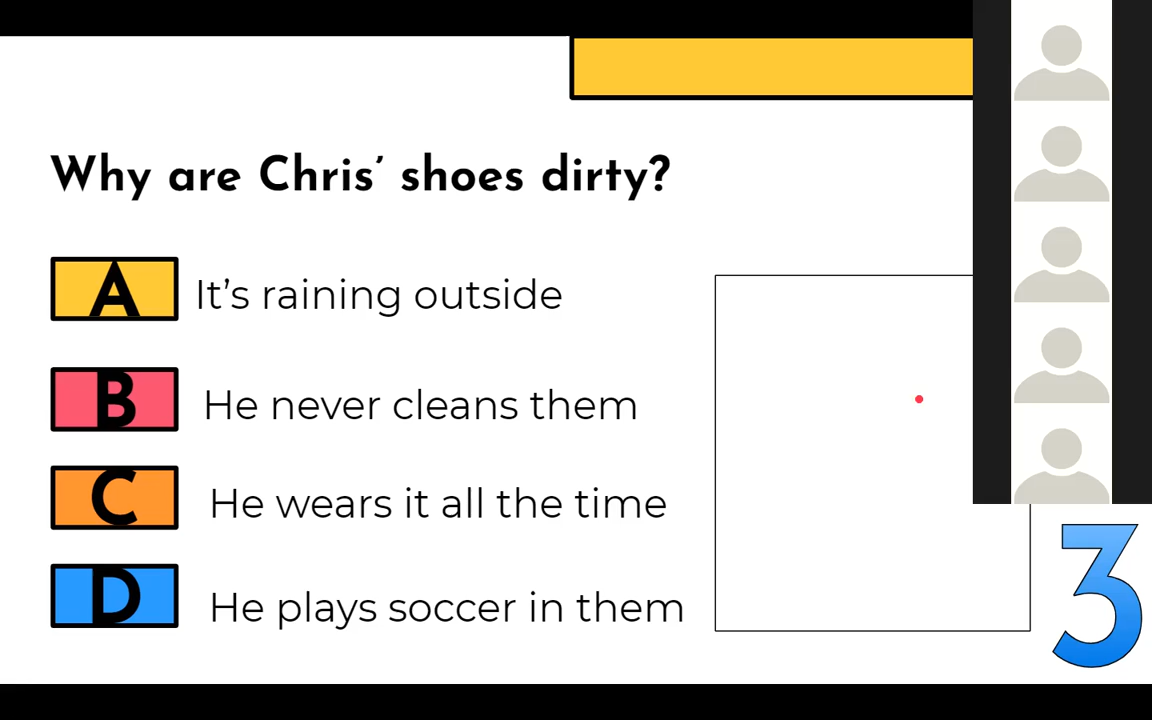 Why are Chris’ shoes dirty?
A It’s raining outside
B He never cleans them
C He wears it all the time
D He plays soccer in them
3